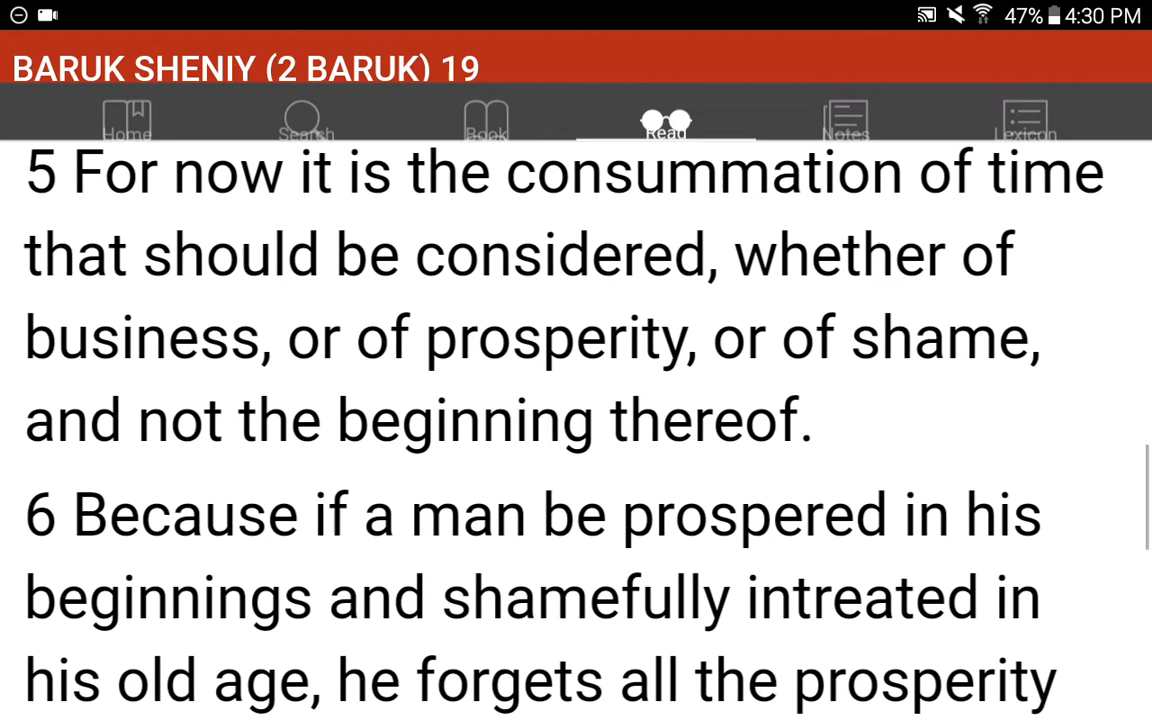 47% 4:30 PM
BARUK SHENIY (2 BARUK) 19
Home Search Book Read Notes Lexicon
5 For now it is the consummation of time
that should be considered, whether of
business, or of prosperity, or of shame,
and not the beginning thereof.
6 Because if a man be prospered in his
beginnings and shamefully intreated in
his old age, he forgets all the prosperity